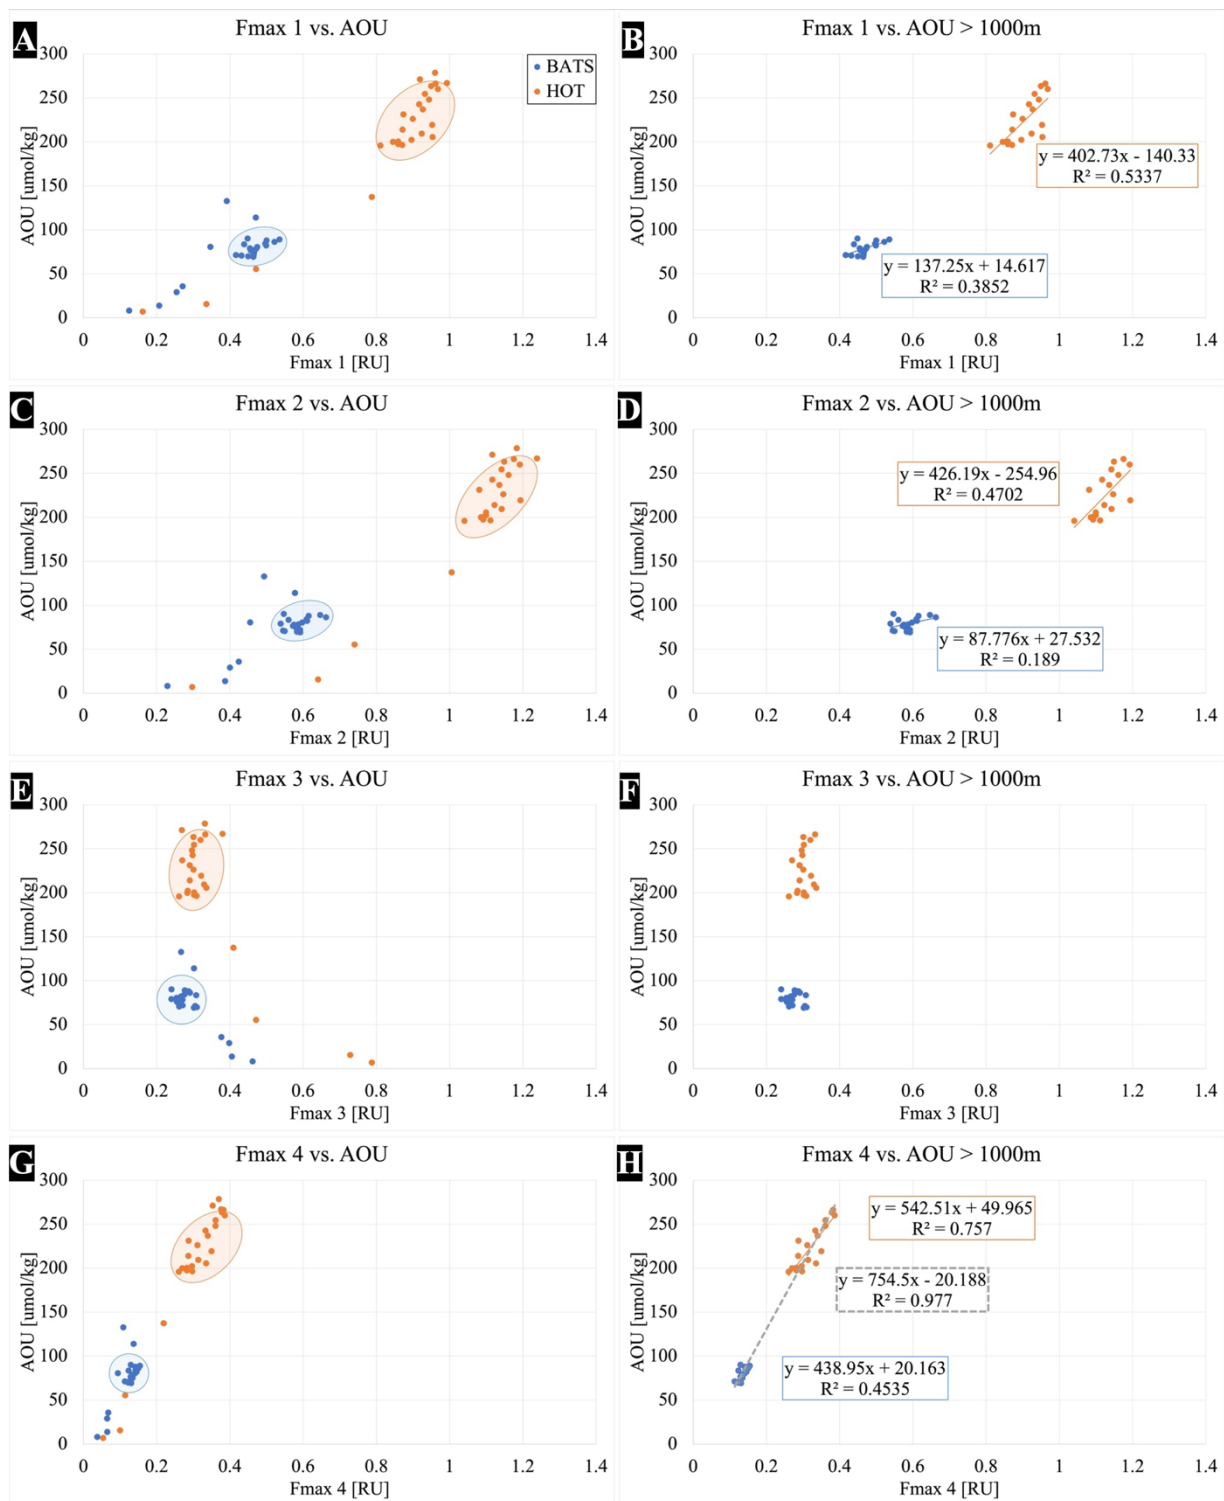 A
Fmax 1 vs. AOU
BATS
HOT
AOU [umol/kg]
300
250
200
150
100
50
0
0 0.2 0.4 0.6 0.8 1 1.2 1.4
Fmax 1 [RU]
B
Fmax 1 vs. AOU > 1000m
AOU [umol/kg]
300
250
200
150
100
50
0
y = 402.73x - 140.33
R² = 0.5337
y = 137.25x + 14.617
R² = 0.3852
0 0.2 0.4 0.6 0.8 1 1.2 1.4
Fmax 1 [RU]
C
Fmax 2 vs. AOU
AOU [umol/kg]
300
250
200
150
100
50
0
0 0.2 0.4 0.6 0.8 1 1.2 1.4
Fmax 2 [RU]
D
Fmax 2 vs. AOU > 1000m
AOU [umol/kg]
300
250
200
150
100
50
0
y = 426.19x - 254.96
R² = 0.4702
y = 87.776x + 27.532
R² = 0.189
0 0.2 0.4 0.6 0.8 1 1.2 1.4
Fmax 2 [RU]
E
Fmax 3 vs. AOU
AOU [umol/kg]
300
250
200
150
100
50
0
0 0.2 0.4 0.6 0.8 1 1.2 1.4
Fmax 3 [RU]
F
Fmax 3 vs. AOU > 1000m
AOU [umol/kg]
300
250
200
150
100
50
0
0 0.2 0.4 0.6 0.8 1 1.2 1.4
Fmax 3 [RU]
G
Fmax 4 vs. AOU
AOU [umol/kg]
300
250
200
150
100
50
0
0 0.2 0.4 0.6 0.8 1 1.2 1.4
Fmax 4 [RU]
H
Fmax 4 vs. AOU > 1000m
AOU [umol/kg]
300
250
200
150
100
50
0
y = 542.51x + 49.965
R² = 0.757
y = 754.5x - 20.188
R² = 0.977
y = 438.95x + 20.163
R² = 0.4535
0 0.2 0.4 0.6 0.8 1 1.2 1.4
Fmax 4 [RU]